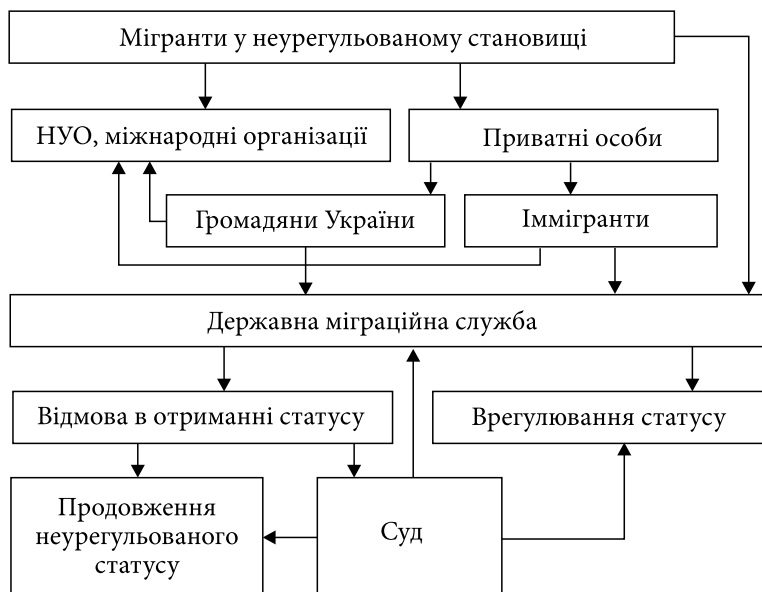 Мігранти у неурегульованому становищі
НУО, міжнародні організації
Приватні особи
Громадяни України
Іммігранти
Державна міграційна служба
Відмова в отриманні статусу
Врегулювання статусу
Продовження
неурегульованого
статусу
Суд